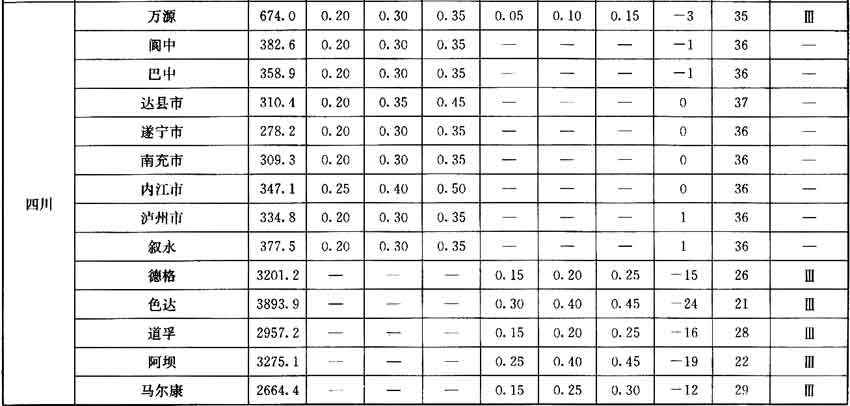 万源 674.0 0.20 0.30 0.35 0.05 0.10 0.15 −3 35 Ⅲ
阆中 382.6 0.20 0.30 0.35 — — — −1 36 —
巴中 358.9 0.20 0.30 0.35 — — — −1 36 —
达县市 310.4 0.20 0.35 0.45 — — — 0 37 —
遂宁市 278.2 0.20 0.30 0.35 — — — 0 36 —
南充市 309.3 0.20 0.30 0.35 — — — 0 36 —
内江市 347.1 0.25 0.40 0.50 — — — 0 36 —
四川
泸州市 334.8 0.20 0.30 0.35 — — — 1 36 —
叙永 377.5 0.20 0.30 0.35 — — — 1 36 —
德格 3201.2 — — — 0.15 0.20 0.25 −15 26 Ⅲ
色达 3893.9 — — — 0.30 0.40 0.45 −24 21 Ⅲ
道孚 2957.2 — — — 0.15 0.20 0.25 −16 28 Ⅲ
阿坝 3275.1 — — — 0.25 0.40 0.45 −19 22 Ⅲ
马尔康 2664.4 — — — 0.15 0.25 0.30 −12 29 Ⅲ